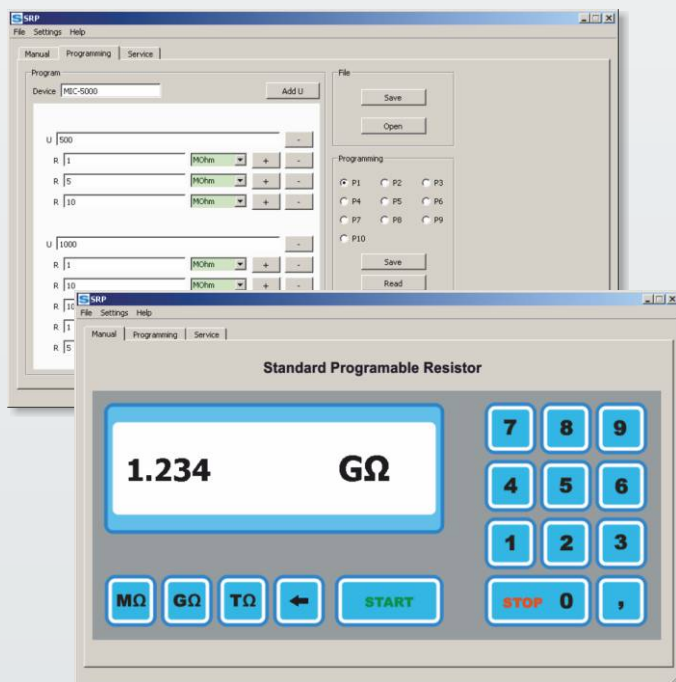 SRP
File Settings Help
Manual Programming Service
Program
Device MIC-5000 Add U
U 500 -
R 1 MOhm + -
R 5 MOhm + -
R 10 MOhm + -
U 1000 -
R 1 MOhm + -
R 10 MOhm + -
R
R 1
R 5
File
Save
Open
Programming
P1 P2 P3
P4 P5 P6
P7 P8 P9
P10
Save
Read
SRP
File Settings Help
Manual Programming Service
Standard Programable Resistor
1.234 GΩ
7 8 9
4 5 6
1 2 3
MΩ GΩ TΩ ← START STOP 0 ,